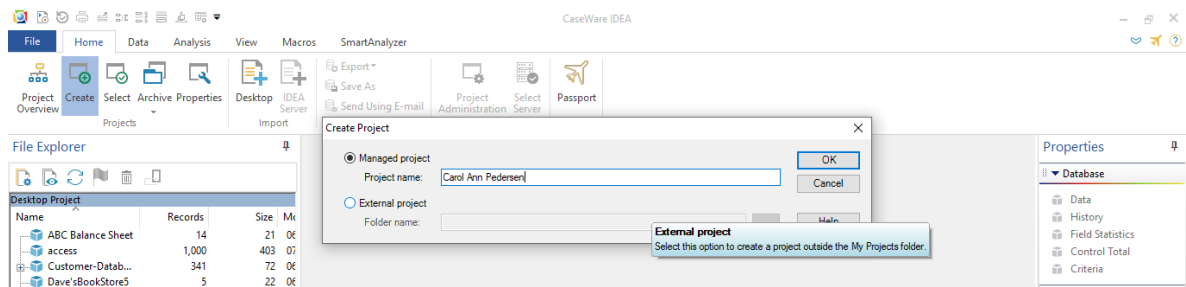 CaseWare IDEA
File Home Data Analysis View Macros SmartAnalyzer
Project Overview Create Select Archive Properties Desktop IDEA Server Export Save As Send Using E-mail Project Administration Select Server Passport
Projects Import
Create Project
File Explorer
Managed project OK
Project name: Carol Ann Pedersen Cancel
External project
Folder name: Help
External project
Select this option to create a project outside the My Projects folder.
Desktop Project
Name Records Size
ABC Balance Sheet 14 21 06
access 1,000 403 07
Customer-Datab... 341 72 06
Dave'sBookStore5 5 22 06
Properties
Database
Data
History
Field Statistics
Control Total
Criteria